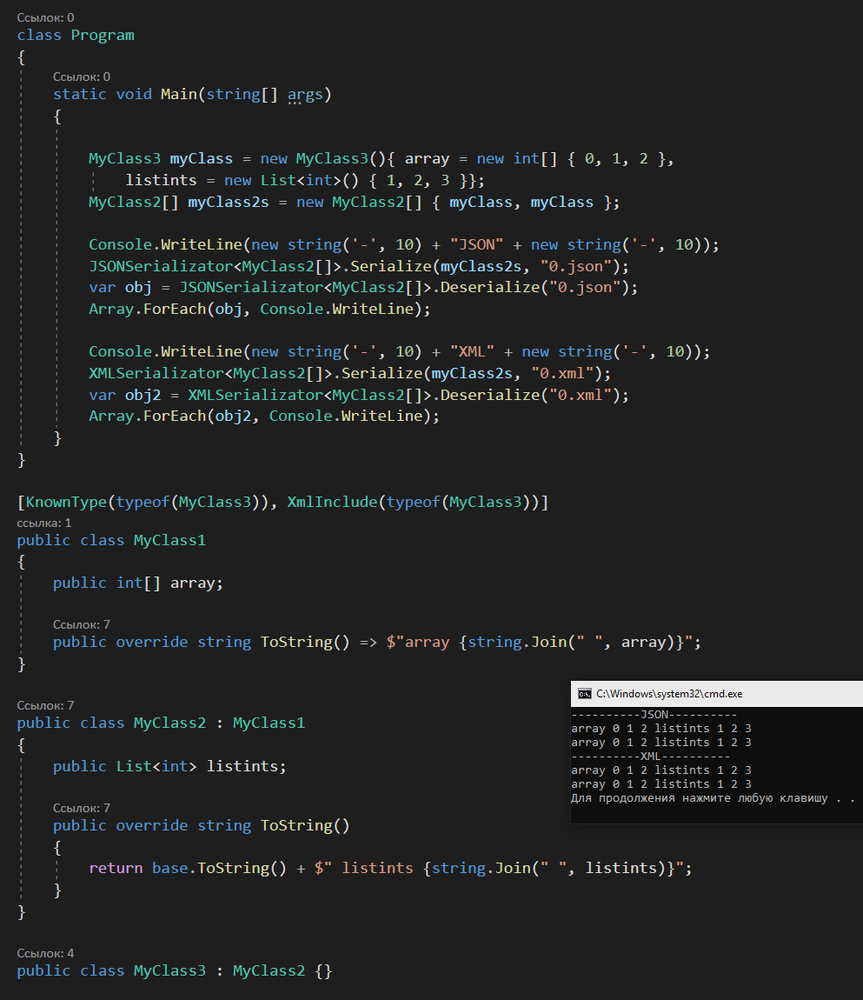 Ссылок: 0
class Program
{
Ссылок: 0
static void Main(string[] args)
{
MyClass3 myClass = new MyClass3(){ array = new int[] { 0, 1, 2 },
listints = new List<int>() { 1, 2, 3 }};
MyClass2[] myClass2s = new MyClass2[] { myClass, myClass };
Console.WriteLine(new string('-', 10) + "JSON" + new string('-', 10));
JSONSerializator<MyClass2[]>.Serialize(myClass2s, "0.json");
var obj = JSONSerializator<MyClass2[]>.Deserialize("0.json");
Array.ForEach(obj, Console.WriteLine);
Console.WriteLine(new string('-', 10) + "XML" + new string('-', 10));
XMLSerializator<MyClass2[]>.Serialize(myClass2s, "0.xml");
var obj2 = XMLSerializator<MyClass2[]>.Deserialize("0.xml");
Array.ForEach(obj2, Console.WriteLine);
}
}
[KnownType(typeof(MyClass3)), XmlInclude(typeof(MyClass3))]
ссылка: 1
public class MyClass1
{
public int[] array;
Ссылок: 7
public override string ToString() => $"array {string.Join(" ", array)}";
}
Ссылок: 7
public class MyClass2 : MyClass1
{
public List<int> listints;
Ссылок: 7
public override string ToString()
{
return base.ToString() + $" listints {string.Join(" ", listints)}";
}
}
Ссылок: 4
public class MyClass3 : MyClass2 {}
C:\Windows\system32\cmd.exe
----------JSON----------
array 0 1 2 listints 1 2 3
array 0 1 2 listints 1 2 3
----------XML----------
array 0 1 2 listints 1 2 3
array 0 1 2 listints 1 2 3
Для продолжения нажмите любую клавишу . .